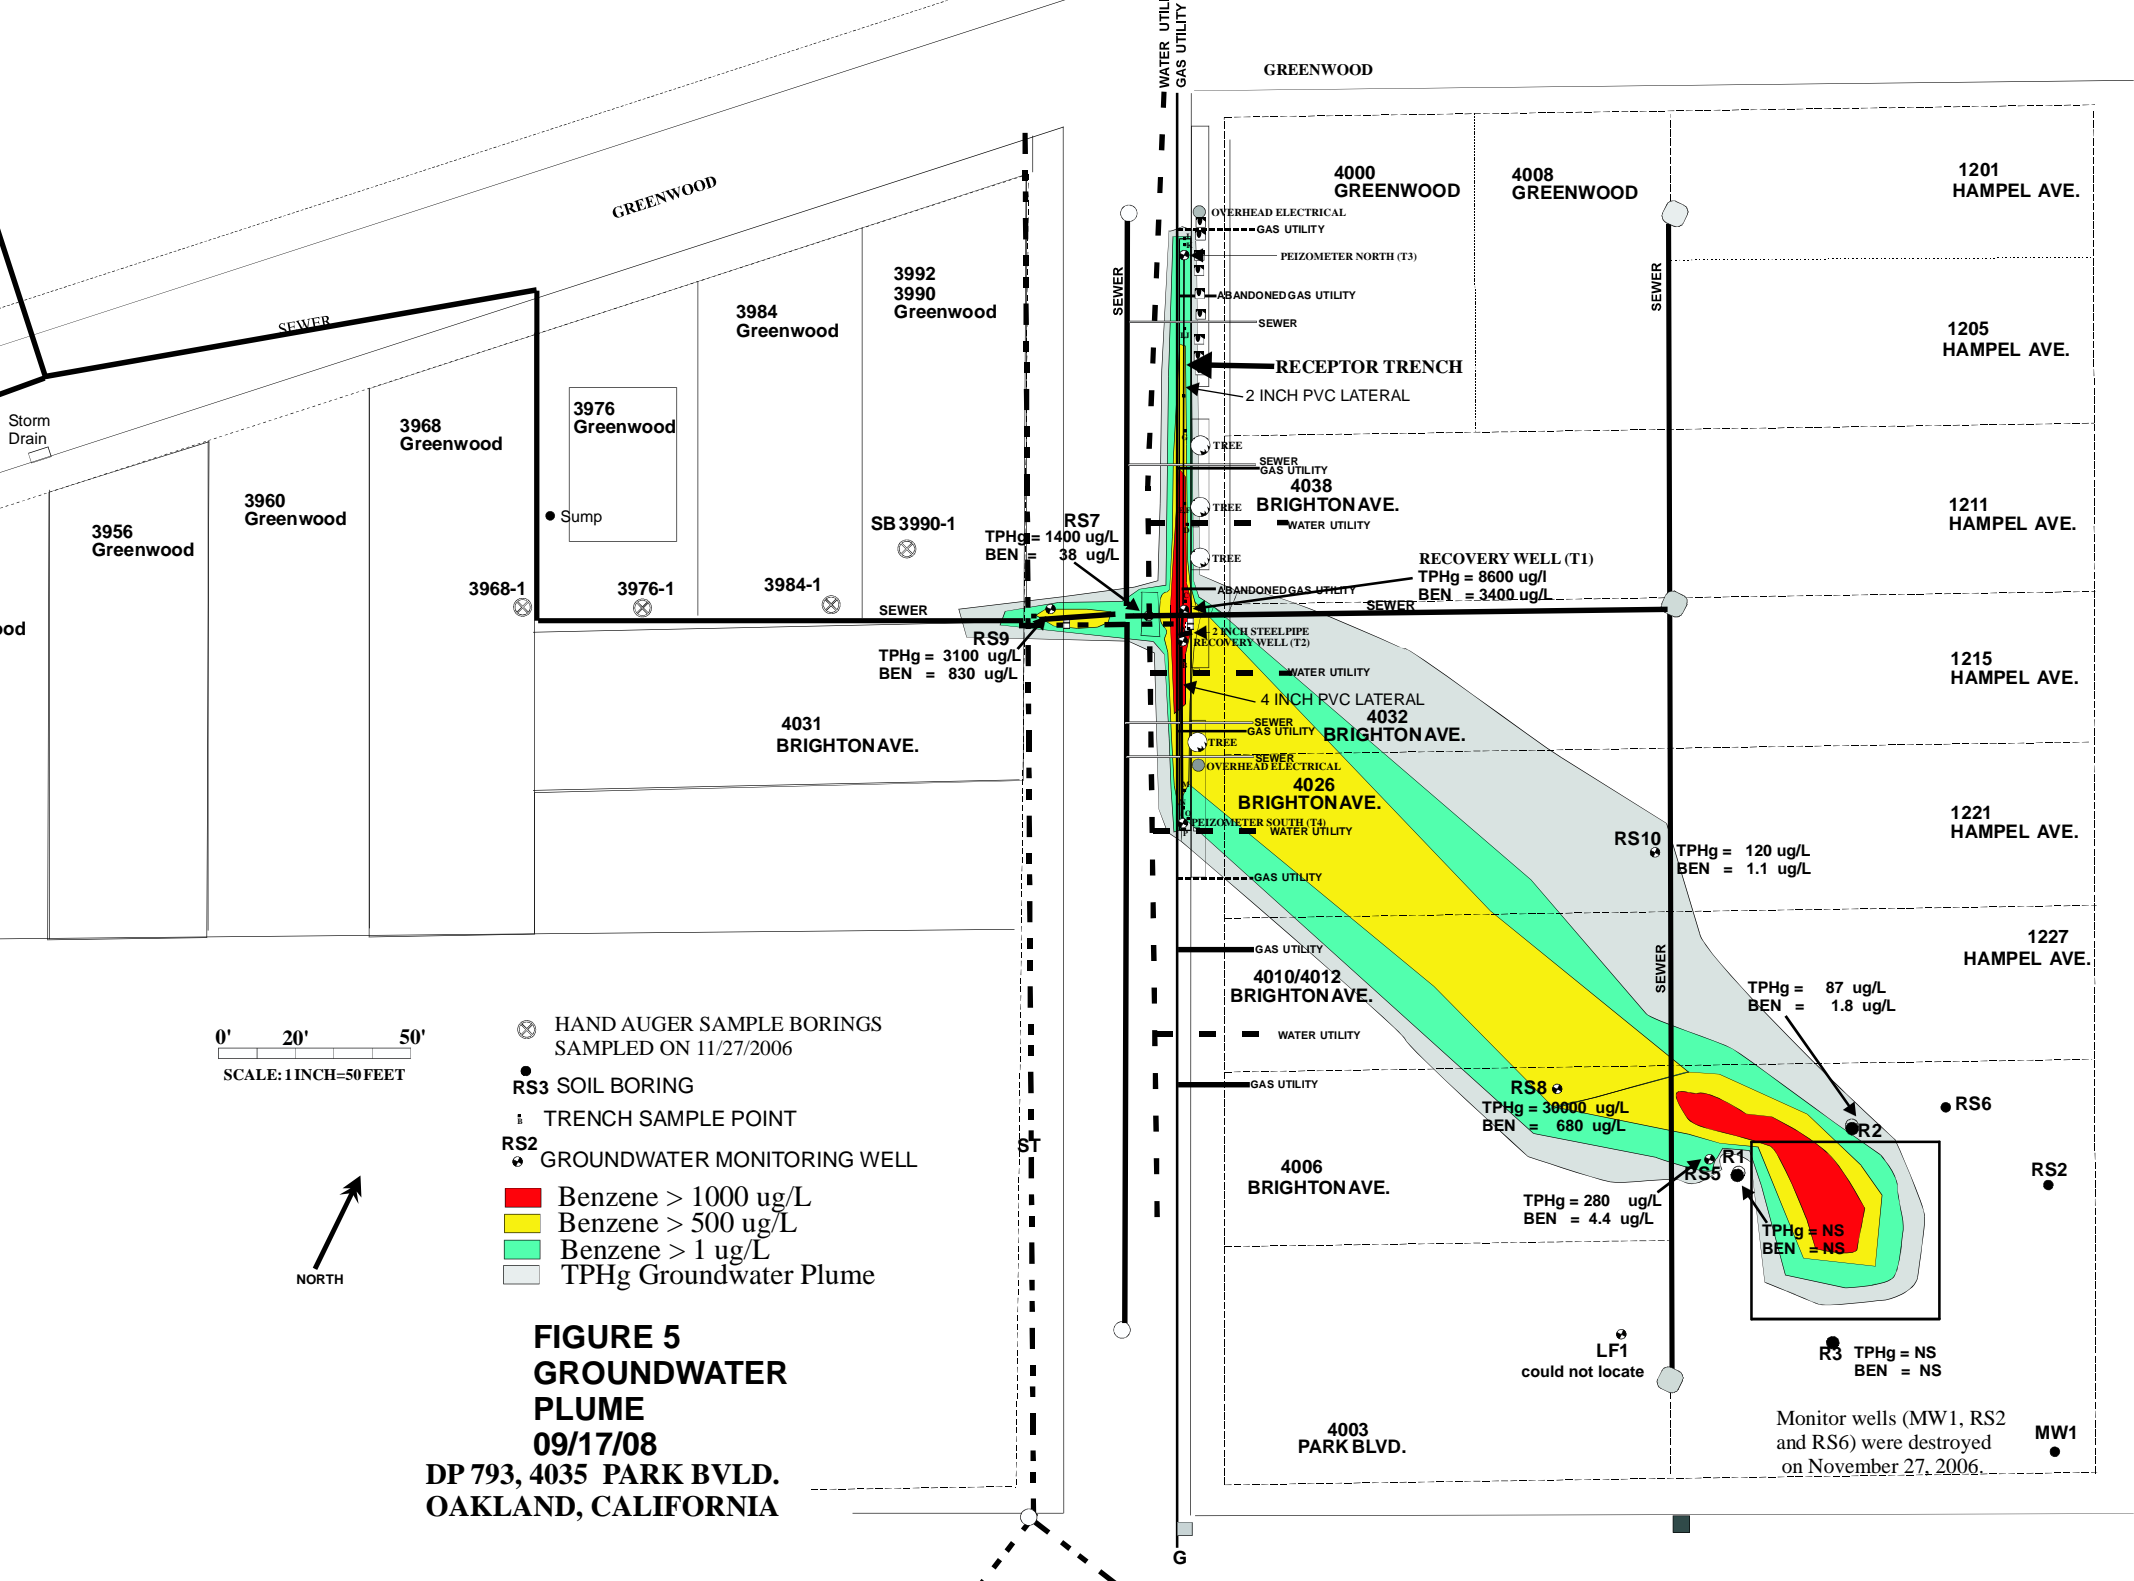 WATER UTILI
GAS UTILITY
GREENWOOD
GREENWOOD
4000
GREENWOOD
4008
GREENWOOD
1201
HAMPEL AVE.
OVERHEAD ELECTRICAL
GAS UTILITY
PEIZOMETER NORTH (T3)
SEWER
SEWER
ABANDONED GAS UTILITY
SEWER
3992
3990
Greenwood
3984
Greenwood
SEWER
1205
HAMPEL AVE.
RECEPTOR TRENCH
2 INCH PVC LATERAL
3976
Greenwood
3968
Greenwood
Storm
Drain
TREE
SEWER
GAS UTILITY
4038
BRIGHTON AVE.
TREE
WATER UTILITY
1211
HAMPEL AVE.
3960
Greenwood
3956
Greenwood
Sump
SB 3990-1
RS7
TPHg = 1400 ug/L
BEN = 38 ug/L
TREE
RECOVERY WELL (T1)
TPHg = 8600 ug/l
BEN = 3400 ug/L
3968-1
3976-1
3984-1
ABANDONED GAS UTILITY
SEWER
SEWER
ood
RS9
TPHg = 3100 ug/L
BEN = 830 ug/L
2 INCH STEEL PIPE
RECOVERY WELL (T2)
WATER UTILITY
1215
HAMPEL AVE.
4 INCH PVC LATERAL
4031
BRIGHTON AVE.
SEWER
GAS UTILITY
4032
BRIGHTON AVE.
TREE
SEWER
OVERHEAD ELECTRICAL
4026
BRIGHTON AVE.
PEIZOMETER SOUTH (T4)
WATER UTILITY
1221
HAMPEL AVE.
RS10
TPHg = 120 ug/L
BEN = 1.1 ug/L
GAS UTILITY
GAS UTILITY
SEWER
1227
HAMPEL AVE.
4010/4012
BRIGHTON AVE.
TPHg = 87 ug/L
BEN = 1.8 ug/L
WATER UTILITY
GAS UTILITY
0' 20' 50'
SCALE: 1 INCH=50 FEET
HAND AUGER SAMPLE BORINGS
SAMPLED ON 11/27/2006
RS3 SOIL BORING
B TRENCH SAMPLE POINT
RS2
GROUNDWATER MONITORING WELL
Benzene > 1000 ug/L
Benzene > 500 ug/L
Benzene > 1 ug/L
TPHg Groundwater Plume
NORTH
ST
RS8
TPHg = 30000 ug/L
BEN = 680 ug/L
RS6
R2
R1
RS5
RS2
4006
BRIGHTON AVE.
TPHg = 280 ug/L
BEN = 4.4 ug/L
TPHg = NS
BEN = NS
LF1
could not locate
R3
TPHg = NS
BEN = NS
FIGURE 5
GROUNDWATER
PLUME
09/17/08
DP 793, 4035 PARK BVLD.
OAKLAND, CALIFORNIA
4003
PARK BLVD.
Monitor wells (MW1, RS2
and RS6) were destroyed
on November 27, 2006.
MW1
G